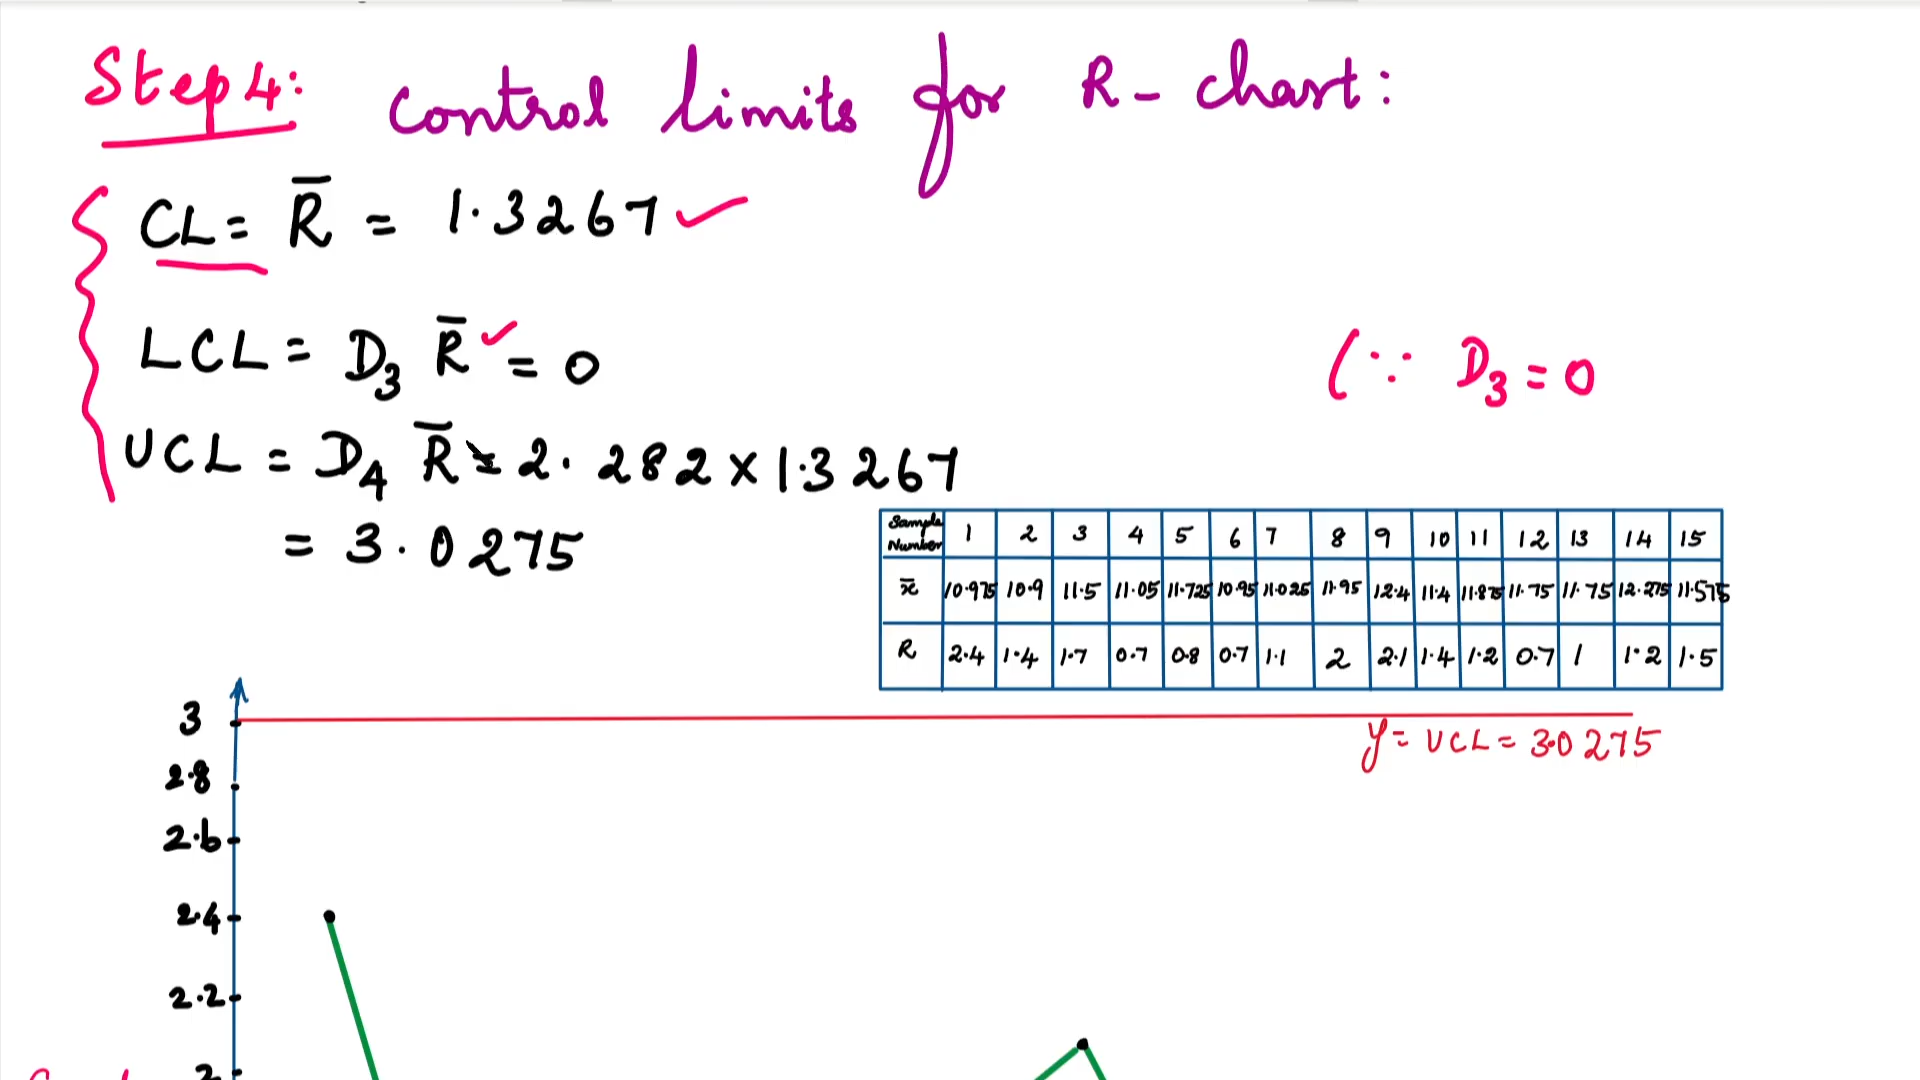 Step 4: Control limits for R-chart:
CL = R̅ = 1.3267
LCL = D₃ R̅ = 0 (∵ D₃ = 0
UCL = D₄ R̅ = 2.282 × 1.3267
= 3.0275
Sample Number 1 2 3 4 5 6 7 8 9 10 11 12 13 14 15
x̅ 10.975 10.9 11.5 11.05 11.725 10.95 11.025 11.95 12.4 11.4 11.875 11.75 11.75 12.275 11.575
R 2.4 1.4 1.7 0.7 0.8 0.7 1.1 2 2.1 1.4 1.2 0.7 1 1.2 1.5
3
y = UCL = 3.0275
2.8
2.6
2.4
2.2
2